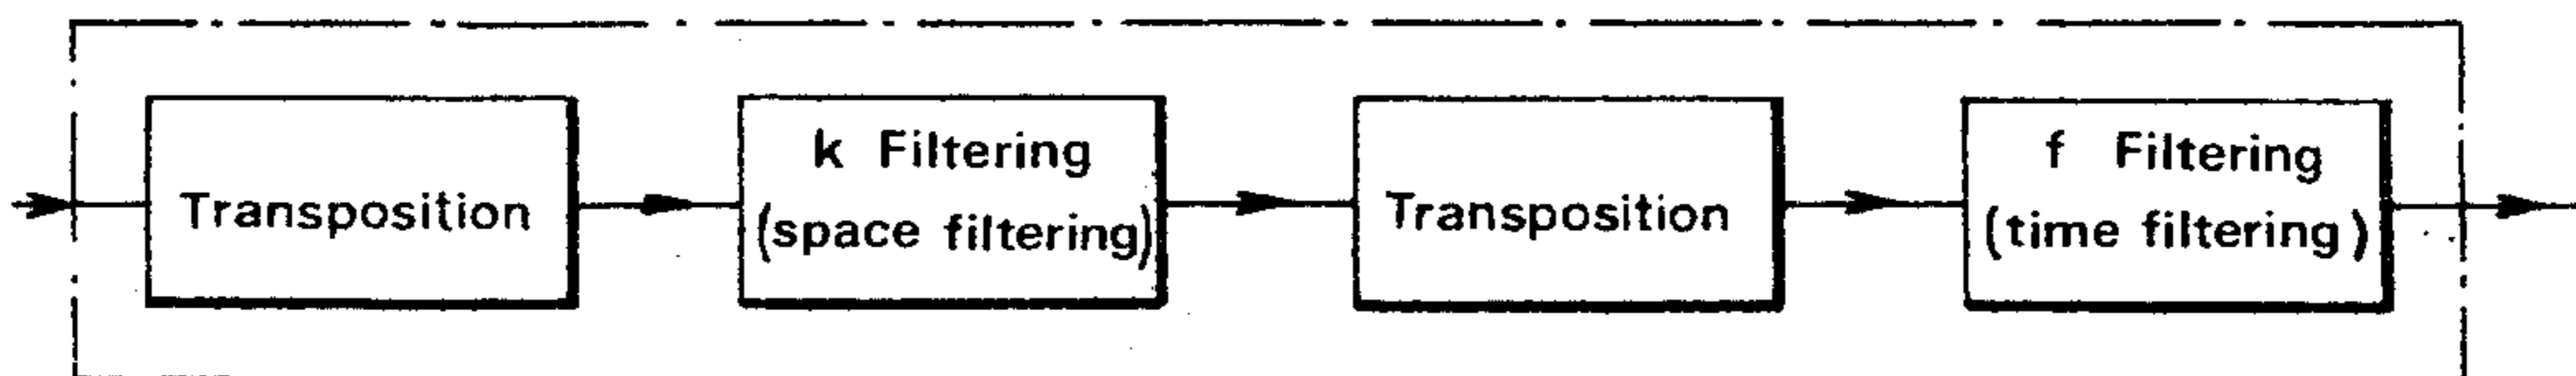 Transposition
k Filtering
(space filtering)
Transposition
f Filtering
(time filtering)